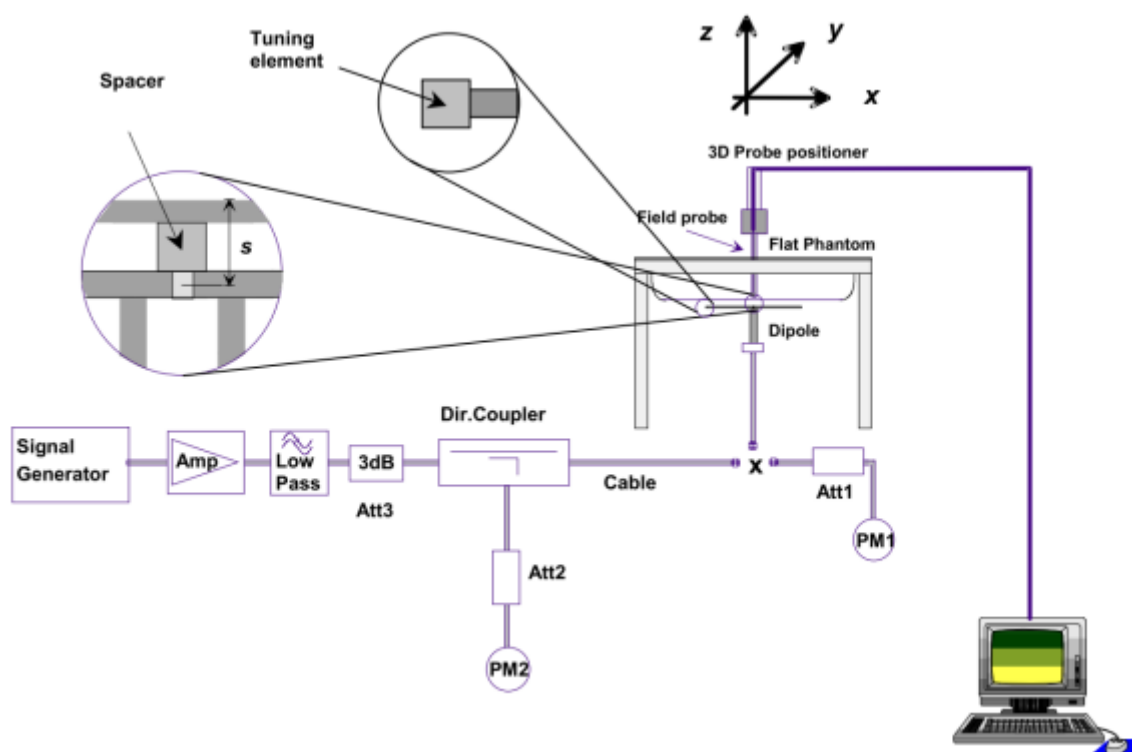 Tuning
element
Spacer
z
y
x
3D Probe positioner
Field probe
Flat Phantom
s
Dipole
Dir.Coupler
Signal
Generator
Amp
Low
Pass
3dB
Att3
Cable
x
Att1
PM1
Att2
PM2